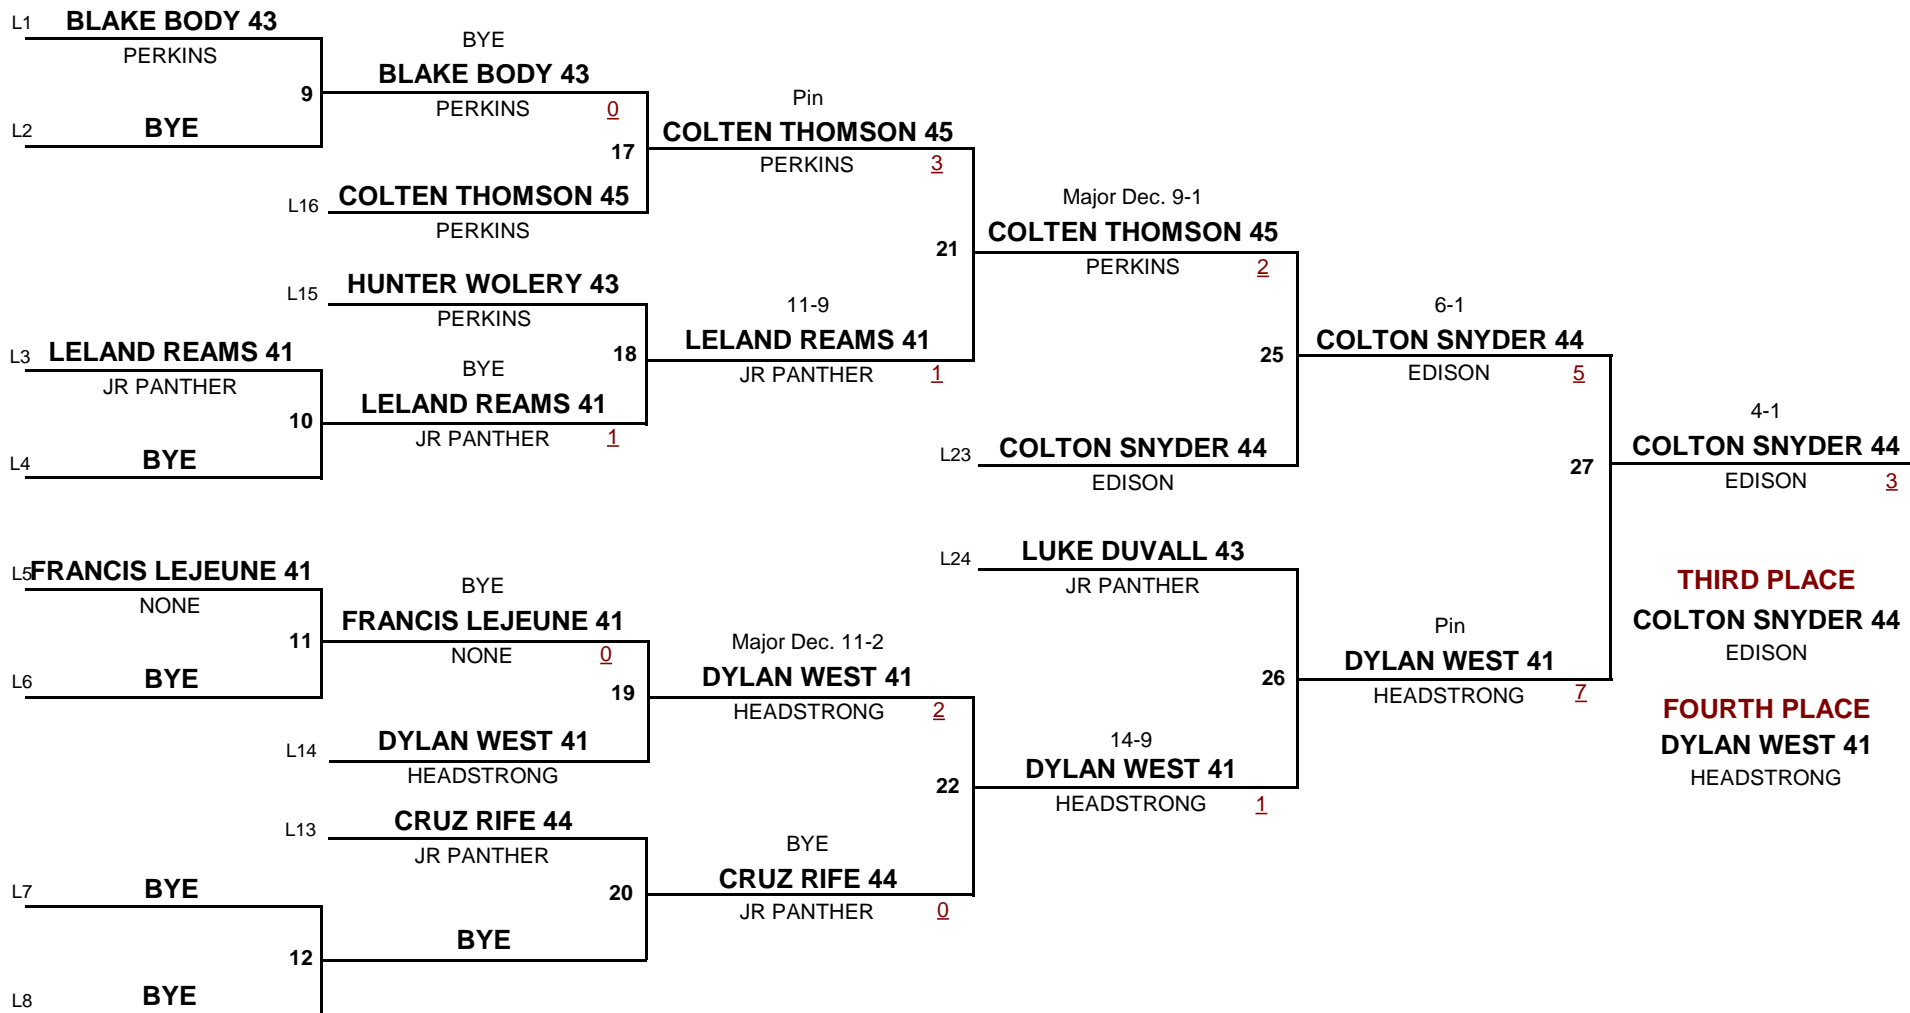 L1 BLAKE BODY 43
PERKINS
9
L2 BYE
BYE
BLAKE BODY 43
PERKINS 0
17
L16 COLTEN THOMSON 45
PERKINS
Pin
COLTEN THOMSON 45
PERKINS 3
21
L15 HUNTER WOLERY 43
PERKINS
18
L3 LELAND REAMS 41
JR PANTHER
10
L4 BYE
BYE
LELAND REAMS 41
JR PANTHER 1
11-9
LELAND REAMS 41
JR PANTHER 1
Major Dec. 9-1
COLTEN THOMSON 45
PERKINS 2
25
L23 COLTON SNYDER 44
EDISON
6-1
COLTON SNYDER 44
EDISON 5
27
4-1
COLTON SNYDER 44
EDISON 3
L5 FRANCIS LEJEUNE 41
NONE
11
L6 BYE
BYE
FRANCIS LEJEUNE 41
NONE 0
19
L14 DYLAN WEST 41
HEADSTRONG
Major Dec. 11-2
DYLAN WEST 41
HEADSTRONG 2
22
L13 CRUZ RIFE 44
JR PANTHER
20
L7 BYE
12
L8 BYE
BYE
BYE
CRUZ RIFE 44
JR PANTHER 0
14-9
DYLAN WEST 41
HEADSTRONG 1
L24 LUKE DUVALL 43
JR PANTHER
26
Pin
DYLAN WEST 41
HEADSTRONG 7
THIRD PLACE
COLTON SNYDER 44
EDISON
FOURTH PLACE
DYLAN WEST 41
HEADSTRONG